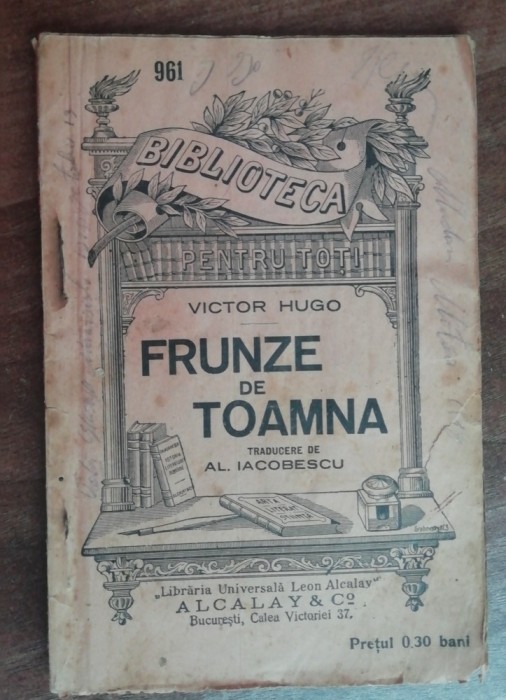 961
BIBLIOTECA
PENTRU TOȚI
VICTOR HUGO
FRUNZE
DE
TOAMNA
TRADUCERE DE
AL. IACOBESCU
„Librăria Universală Leon Alcalay”
ALCALAY & Co.
București, Calea Victoriei 37.
Prețul 0.30 bani